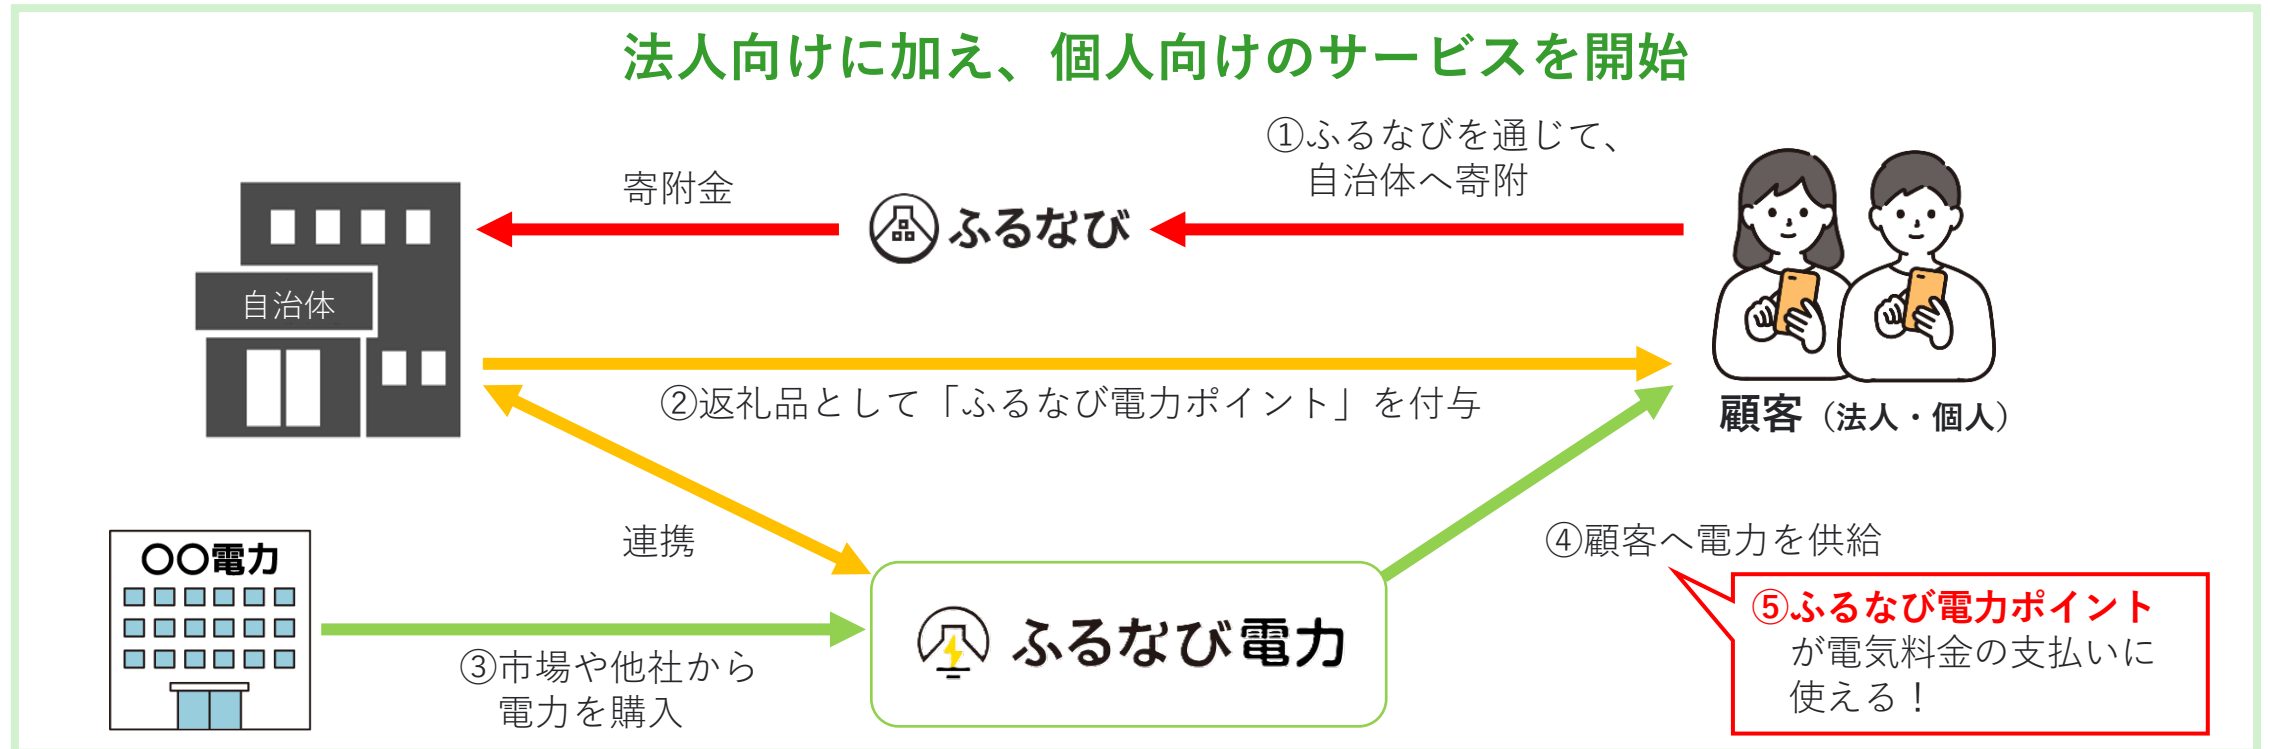 法人向けに加え、個人向けのサービスを開始
①ふるなびを通じて、
自治体へ寄附
寄附金
ふるなび
自治体
②返礼品として「ふるなび電力ポイント」を付与
顧客（法人・個人）
連携
④顧客へ電力を供給
〇〇電力
⑤ふるなび電力ポイント
が電気料金の支払いに
使える！
ふるなび電力
③市場や他社から
電力を購入